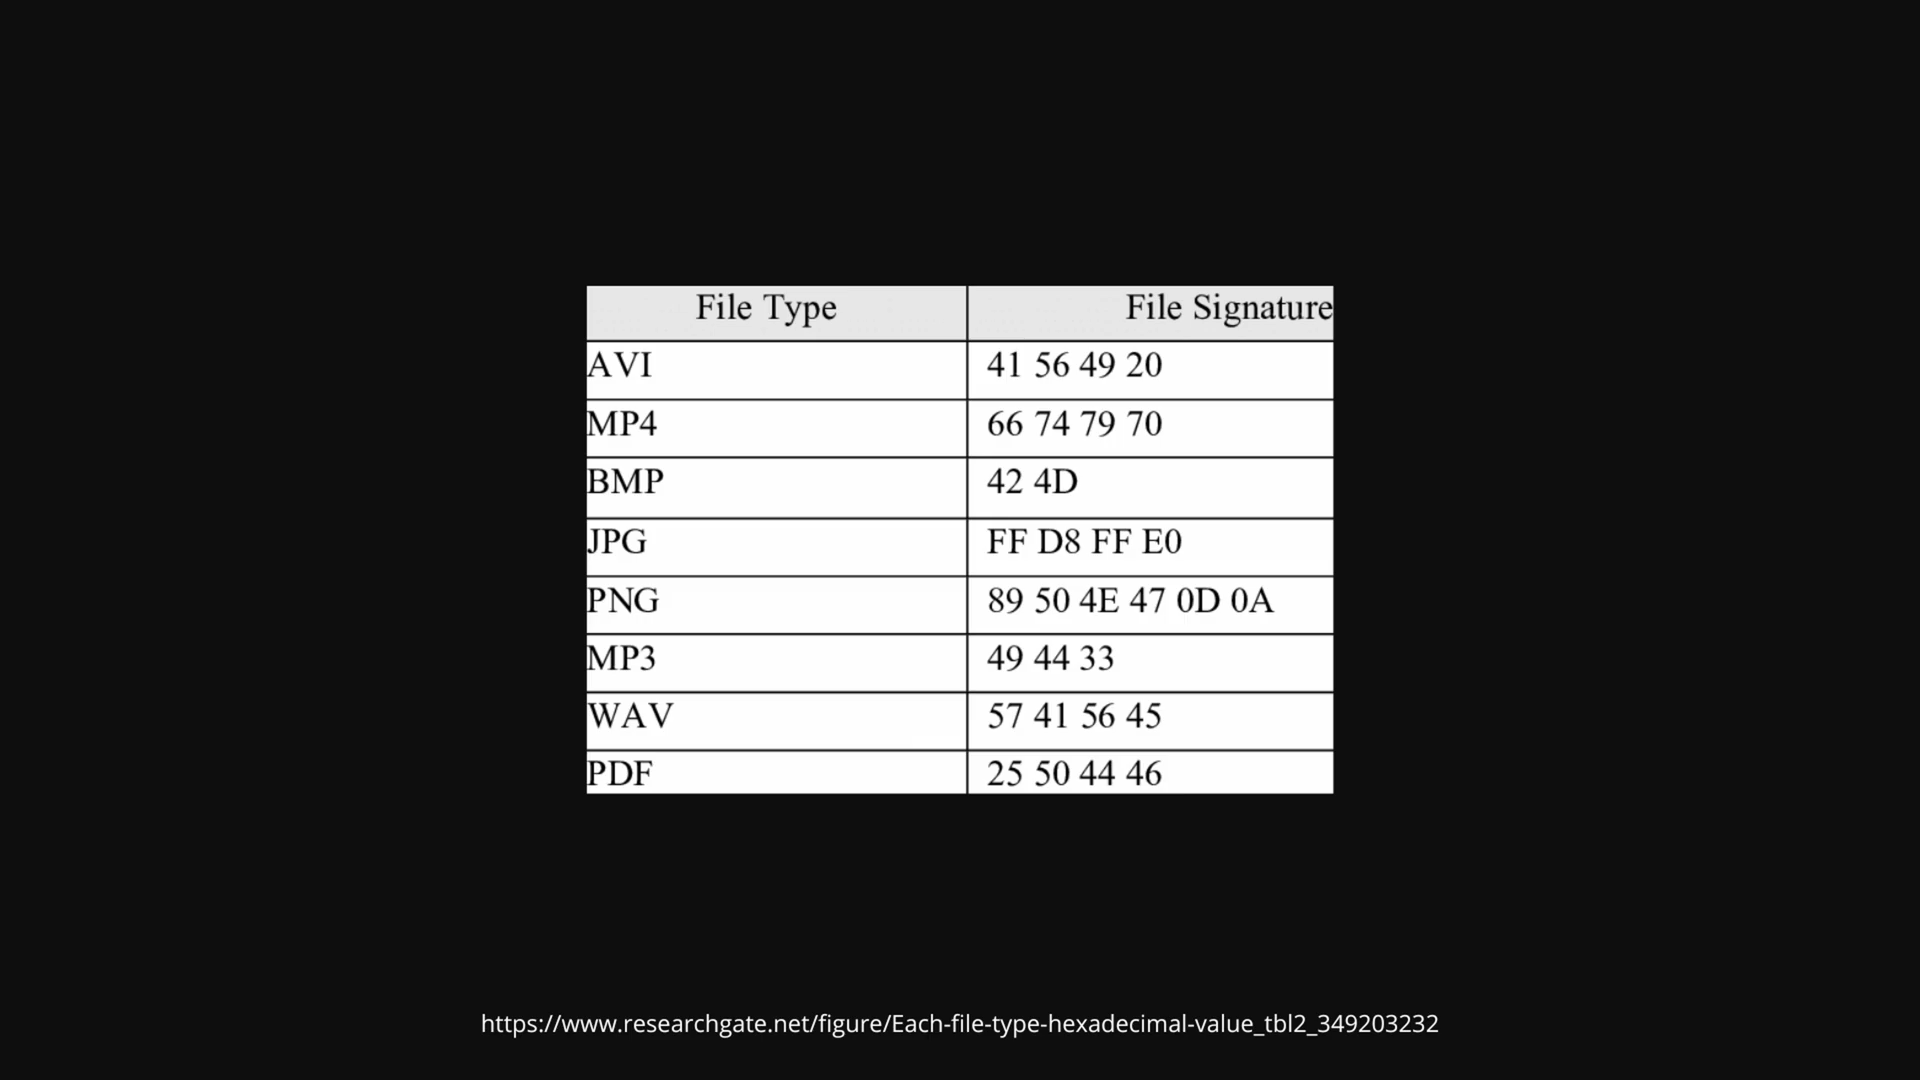 File Type File Signature
AVI 41 56 49 20
MP4 66 74 79 70
BMP 42 4D
JPG FF D8 FF E0
PNG 89 50 4E 47 0D 0A
MP3 49 44 33
WAV 57 41 56 45
PDF 25 50 44 46
https://www.researchgate.net/figure/Each-file-type-hexadecimal-value_tbl2_349203232